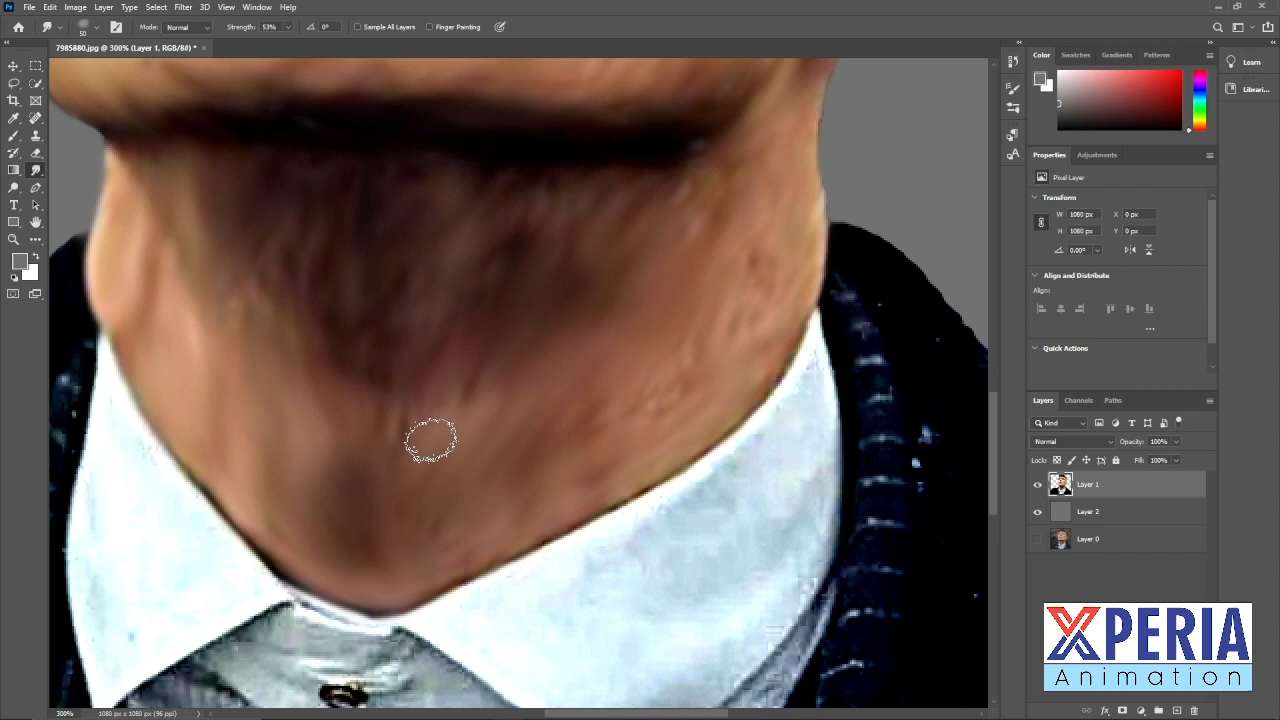 Ps File Edit Image Layer Type Select Filter 3D View Window Help
50 Mode: Normal Strength: 53% 0° Sample All Layers Finger Painting
7985880.jpg @ 300% (Layer 1, RGB/8#) * ×
Color Swatches Gradients Patterns
Learn
Librari...
Properties Adjustments
Pixel Layer
Transform
W 1080 px X 0 px
H 1080 px Y 0 px
0.00°
Align and Distribute
Align:
Quick Actions
Layers Channels Paths
Kind
Normal Opacity: 100%
Lock: Fill: 100%
Layer 1
Layer 2
Layer 0
XPERIA
Animation
300% 1080 px x 1080 px (96 ppi)